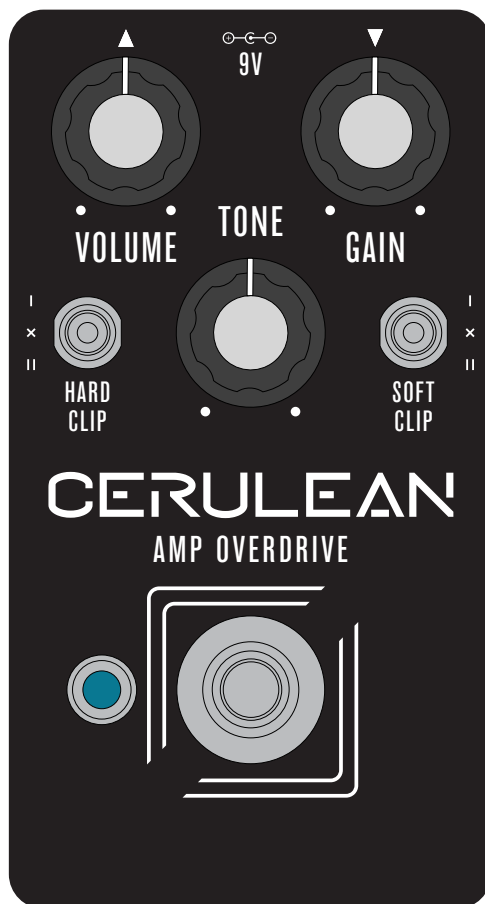 9V
TONE
VOLUME
GAIN
I
×
II
I
×
II
HARD
CLIP
SOFT
CLIP
CERULEAN
AMP OVERDRIVE